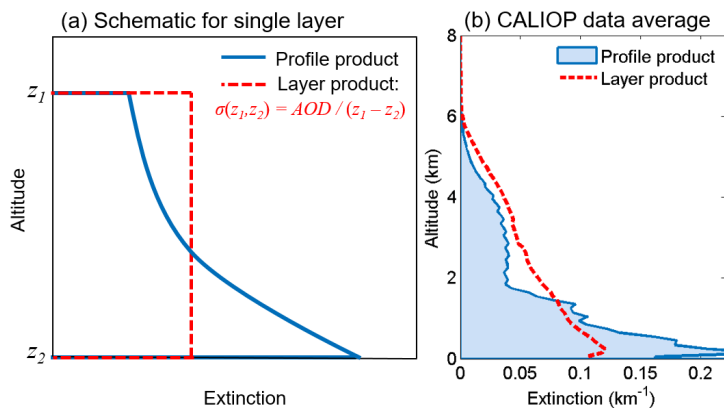 (a) Schematic for single layer
Profile product
Layer product:
σ(z1,z2) = AOD / (z1 – z2)
z1
z2
Altitude
Extinction
(b) CALIOP data average
Profile product
Layer product
8
6
4
2
0
Altitude (km)
0 0.05 0.1 0.15 0.2
Extinction (km⁻¹)